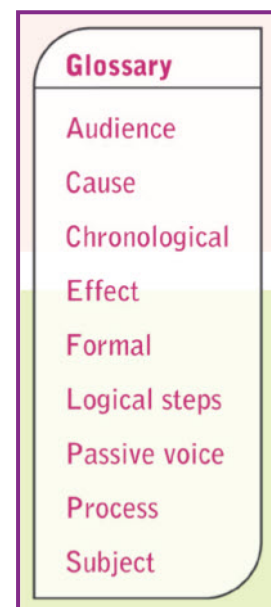 Glossary
Audience
Cause
Chronological
Effect
Formal
Logical steps
Passive voice
Process
Subject